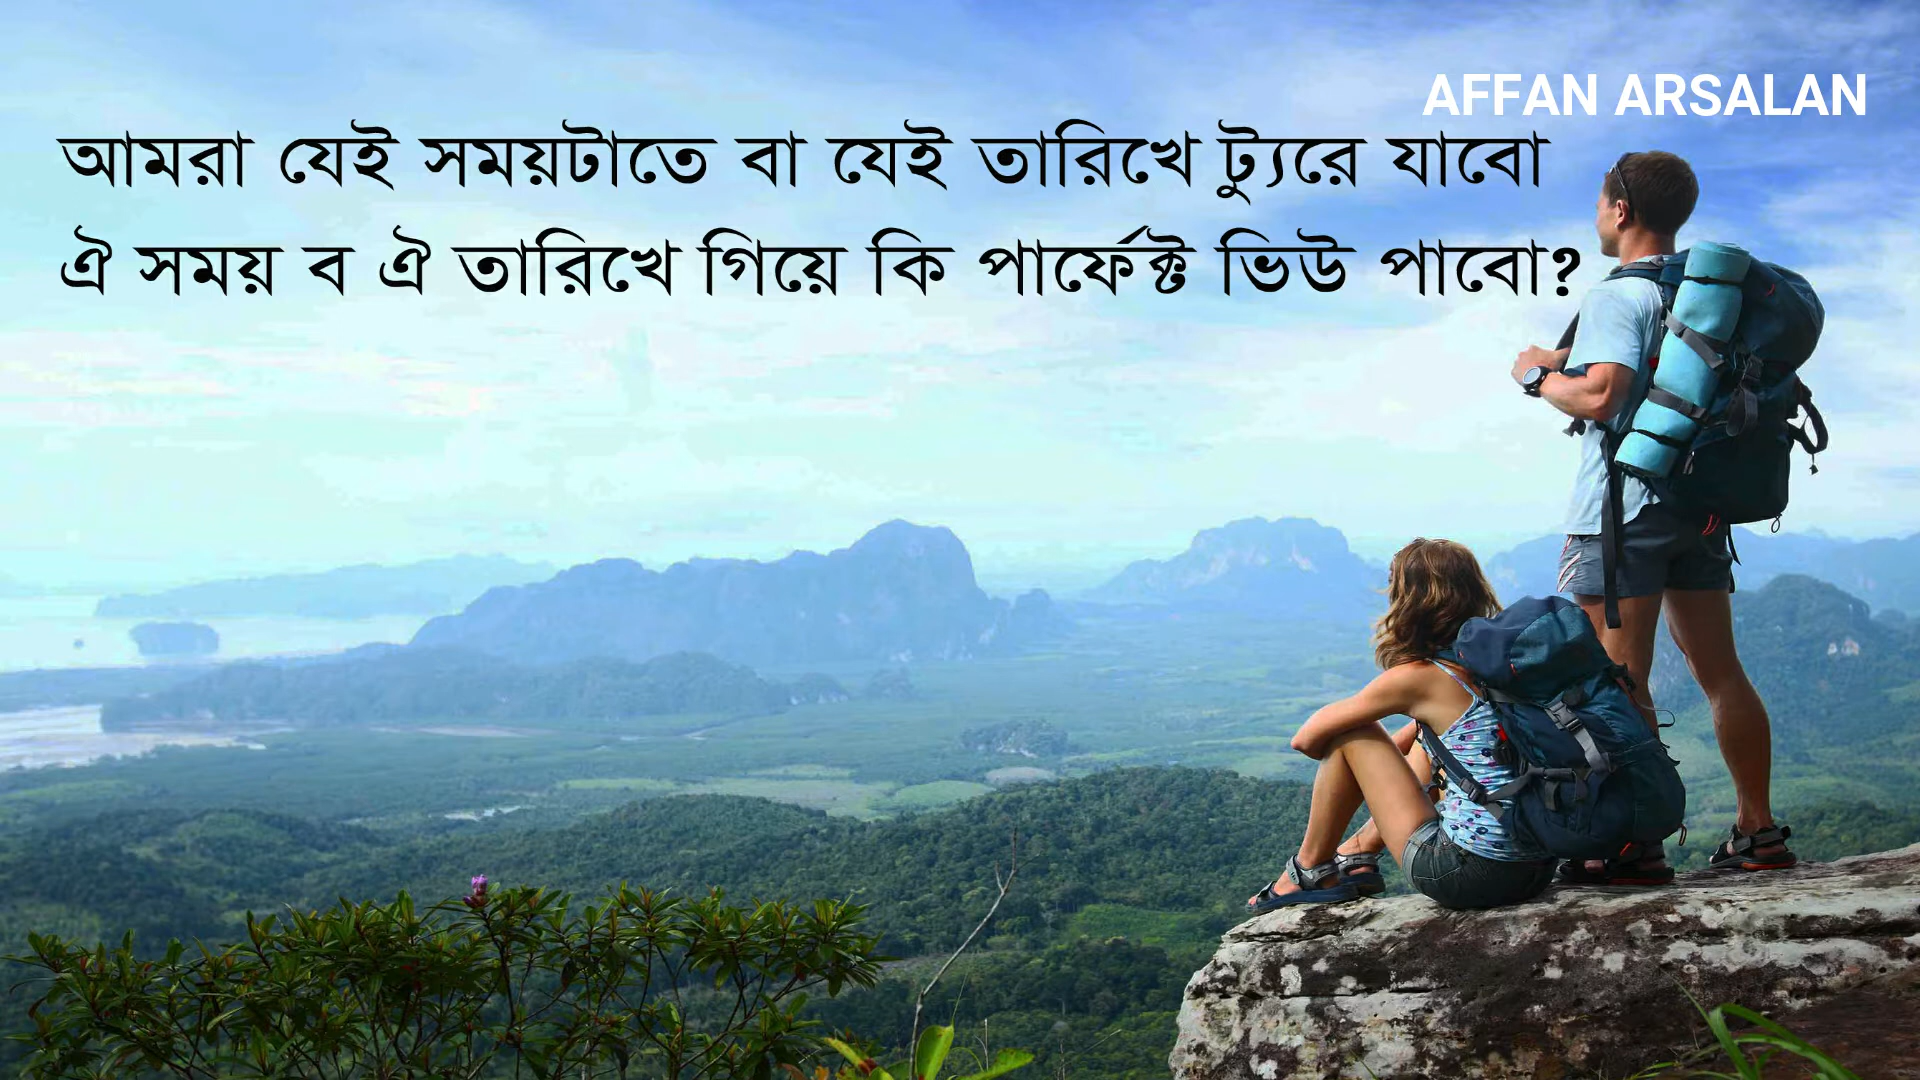 AFFAN ARSALAN
আমরা যেই সময়টাতে বা যেই তারিখে ট্যুরে যাবো
ঐ সময় ব ঐ তারিখে গিয়ে কি পার্ফেক্ট ভিউ পাবো?